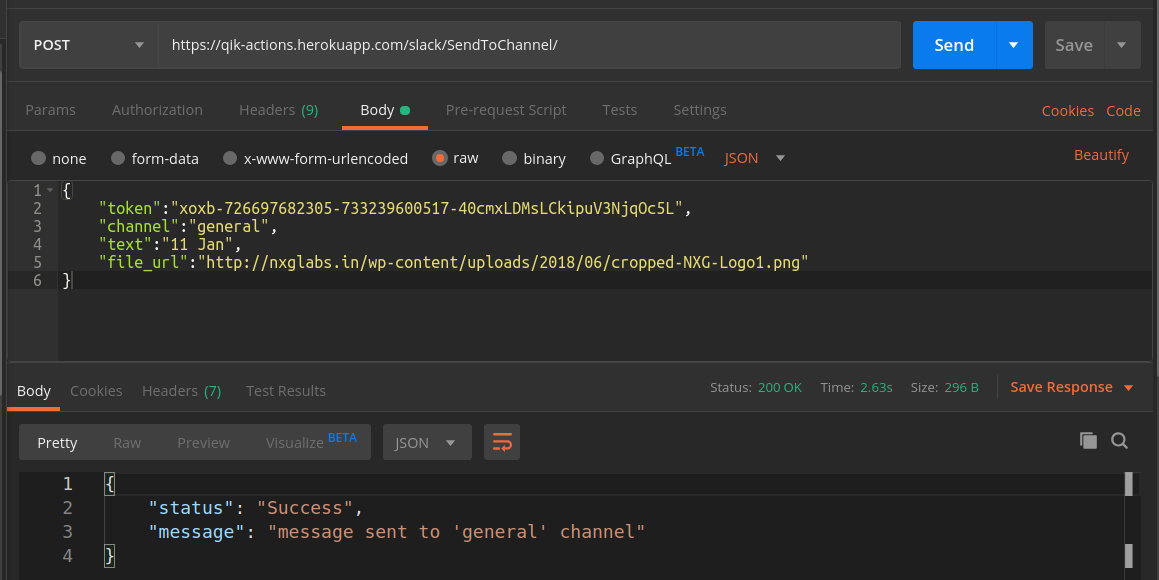 POST https://qik-actions.herokuapp.com/slack/SendToChannel/ Send Save
Params Authorization Headers (9) Body Pre-request Script Tests Settings Cookies Code
none form-data x-www-form-urlencoded raw binary GraphQL BETA JSON Beautify
1 {
2 "token":"xoxb-726697682305-733239600517-40cmxLDMsLCkipuV3NjqOc5L",
3 "channel":"general",
4 "text":"11 Jan",
5 "file_url":"http://nxglabs.in/wp-content/uploads/2018/06/cropped-NXG-Logo1.png"
6 }
Body Cookies Headers (7) Test Results Status: 200 OK Time: 2.63s Size: 296 B Save Response
Pretty Raw Preview Visualize BETA JSON
1 {
2 "status": "Success",
3 "message": "message sent to 'general' channel"
4 }